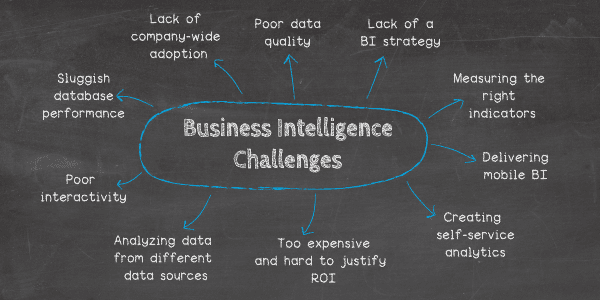 Lack of
company-wide
adoption
Poor data
quality
Lack of a
BI strategy
Sluggish
database
performance
Business Intelligence
Challenges
Measuring the
right
indicators
Delivering
mobile BI
Poor
interactivity
Creating
self-service
analytics
Analyzing data
from different
data sources
Too expensive
and hard to justify
ROI